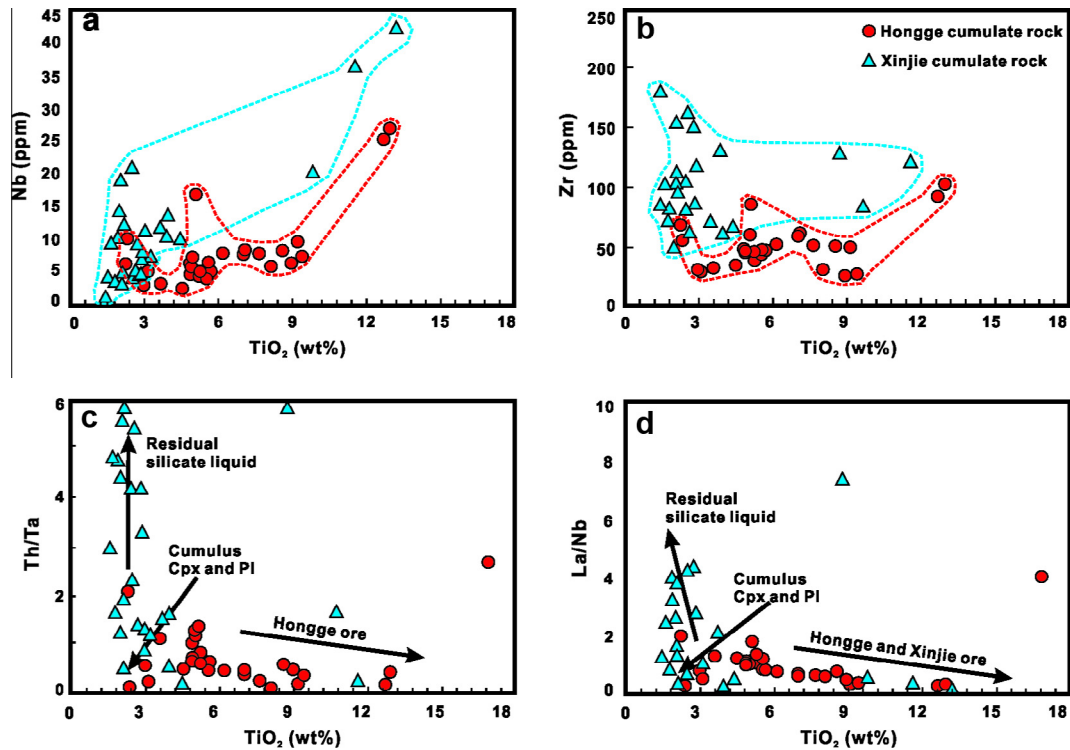 a
45
40
35
30
25
20
15
10
5
0
Nb (ppm)
0
3
6
9
12
15
18
TiO2 (wt%)
b
Hongge cumulate rock
Xinjie cumulate rock
250
200
150
100
50
0
Zr (ppm)
0
3
6
9
12
15
18
TiO2 (wt%)
c
6
4
2
0
Th/Ta
Residual
silicate liquid
Cumulus
Cpx and Pl
Hongge ore
0
3
6
9
12
15
18
TiO2 (wt%)
d
10
8
6
4
2
0
La/Nb
Residual
silicate liquid
Cumulus
Cpx and Pl
Hongge and Xinjie ore
0
3
6
9
12
15
18
TiO2 (wt%)